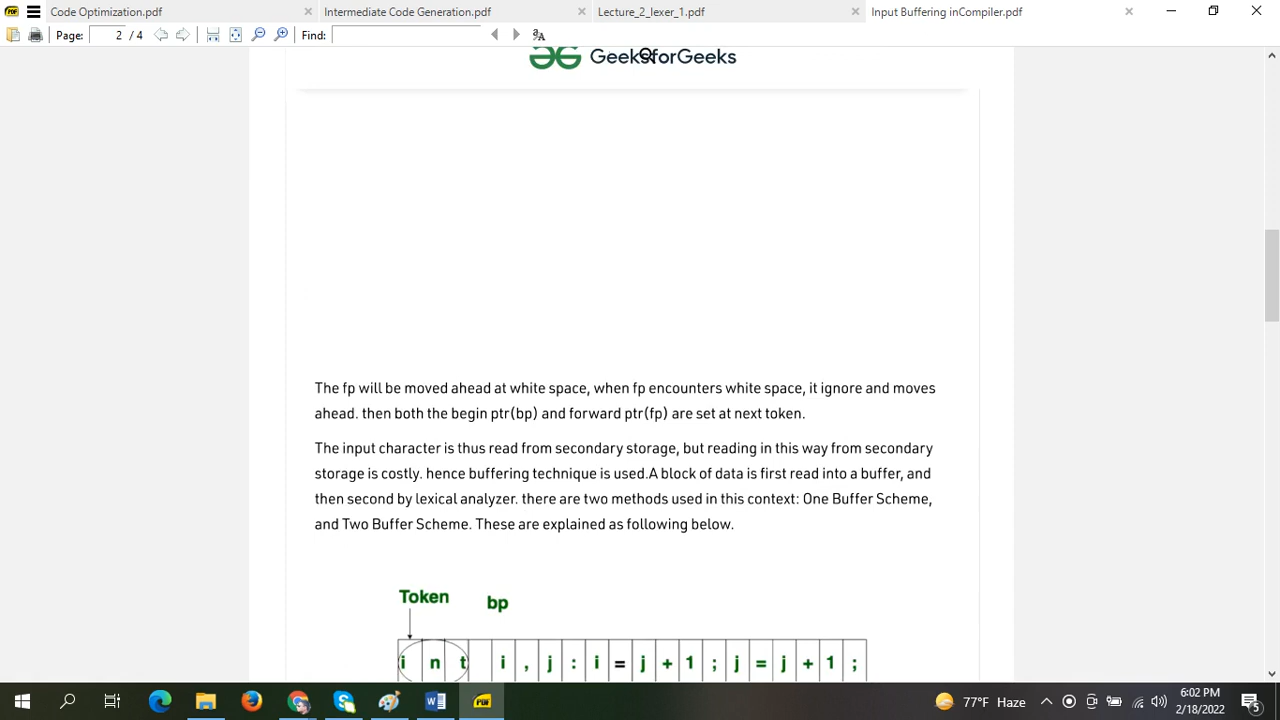 Code Optimization.pdf
Intermediate Code Generation.pdf
Lecture_2_lexer_1.pdf
Input Buffering inCompiler.pdf
Page: 2 / 4
Find:
GeeksforGeeks
The fp will be moved ahead at white space, when fp encounters white space, it ignore and moves
ahead. then both the begin ptr(bp) and forward ptr(fp) are set at next token.
The input character is thus read from secondary storage, but reading in this way from secondary
storage is costly. hence buffering technique is used.A block of data is first read into a buffer, and
then second by lexical analyzer. there are two methods used in this context: One Buffer Scheme,
and Two Buffer Scheme. These are explained as following below.
Token bp
i n t i , j : i = j + 1 ; j = j + 1 ;
77°F Haze
6:02 PM
2/18/2022
5